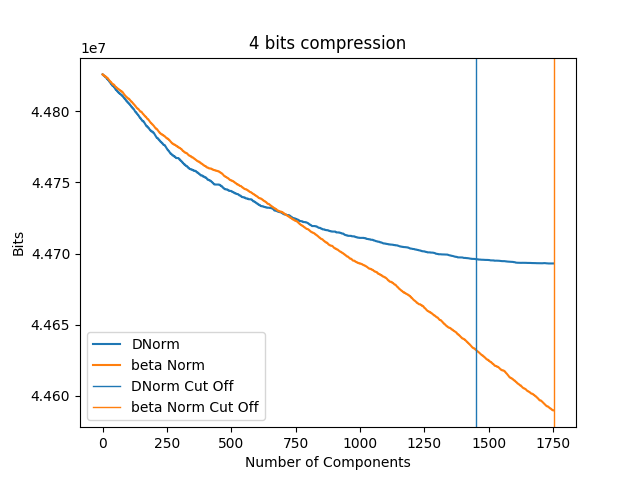 4 bits compression
1e7
4.480
4.475
4.470
4.465
4.460
Bits
DNorm
beta Norm
DNorm Cut Off
beta Norm Cut Off
0 250 500 750 1000 1250 1500 1750
Number of Components